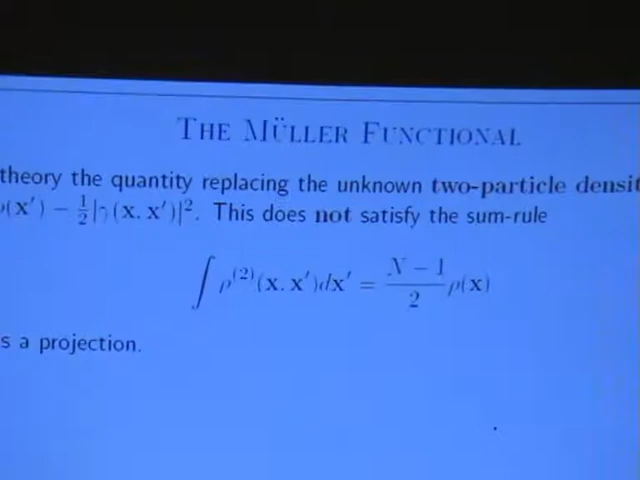 THE MÜLLER FUNCTIONAL
theory the quantity replacing the unknown two-particle densit
ρ(x′) − ½|γ(x, x′)|². This does not satisfy the sum-rule
∫ ρ⁽²⁾(x, x′)dx′ = (N − 1)/2 ρ(x)
s a projection.